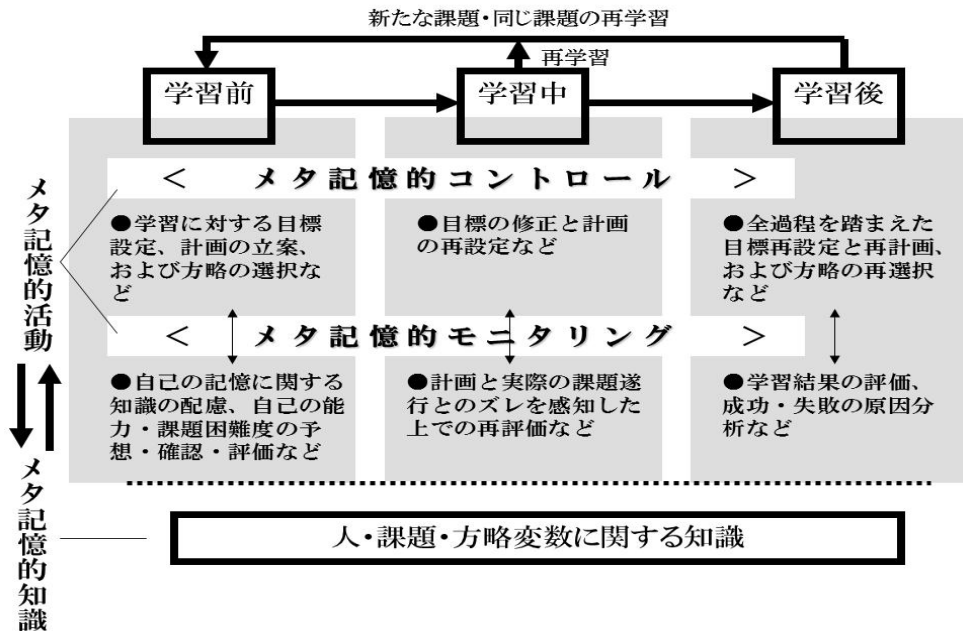 新たな課題・同じ課題の再学習
再学習
学習前
学習中
学習後
メタ記憶的活動
< メタ記憶的コントロール >
●学習に対する目標
設定、計画の立案、
および方略の選択な
ど
●目標の修正と計画
の再設定など
●全過程を踏まえた
目標再設定と再計画、
および方略の再選択
など
< メタ記憶的モニタリング >
●自己の記憶に関する
知識の配慮、自己の能
力・課題困難度の予
想・確認・評価など
●計画と実際の課題遂
行とのズレを感知した
上での再評価など
●学習結果の評価、
成功・失敗の原因分
析など
メタ記憶的知識
人・課題・方略変数に関する知識